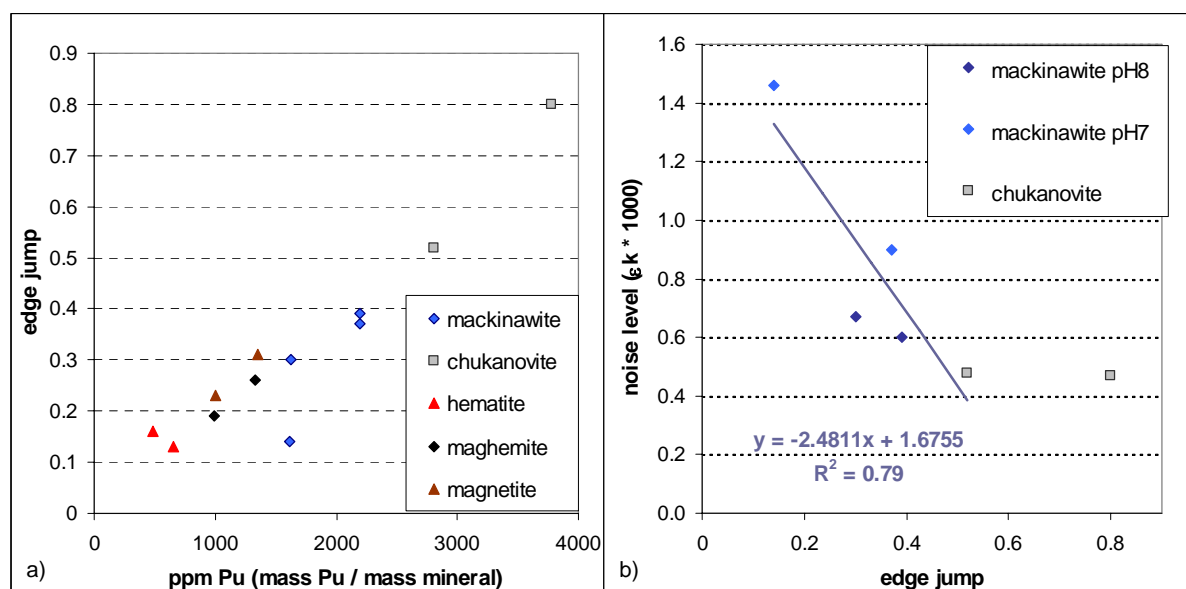 0.9
0.8
0.7
0.6
0.5
0.4
0.3
0.2
0.1
0
edge jump
0 1000 2000 3000 4000
ppm Pu (mass Pu / mass mineral)
mackinawite
chukanovite
hematite
maghemite
magnetite
a)
1.6
1.4
1.2
1.0
0.8
0.6
0.4
0.2
0.0
noise level (εk * 1000)
0 0.2 0.4 0.6 0.8
edge jump
mackinawite pH8
mackinawite pH7
chukanovite
y = -2.4811x + 1.6755
R² = 0.79
b)